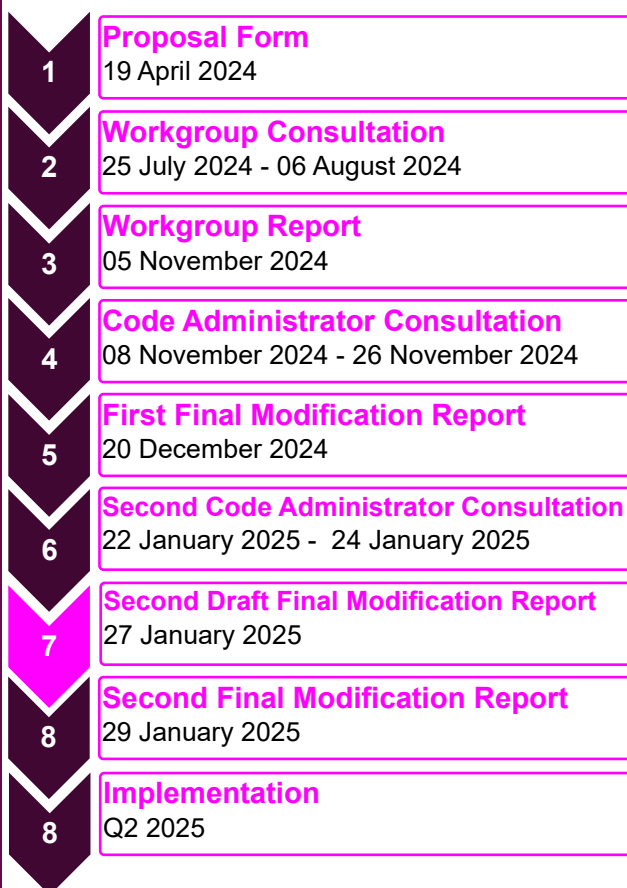 1
Proposal Form
19 April 2024
2
Workgroup Consultation
25 July 2024 - 06 August 2024
3
Workgroup Report
05 November 2024
4
Code Administrator Consultation
08 November 2024 - 26 November 2024
5
First Final Modification Report
20 December 2024
6
Second Code Administrator Consultation
22 January 2025 - 24 January 2025
7
Second Draft Final Modification Report
27 January 2025
8
Second Final Modification Report
29 January 2025
8
Implementation
Q2 2025